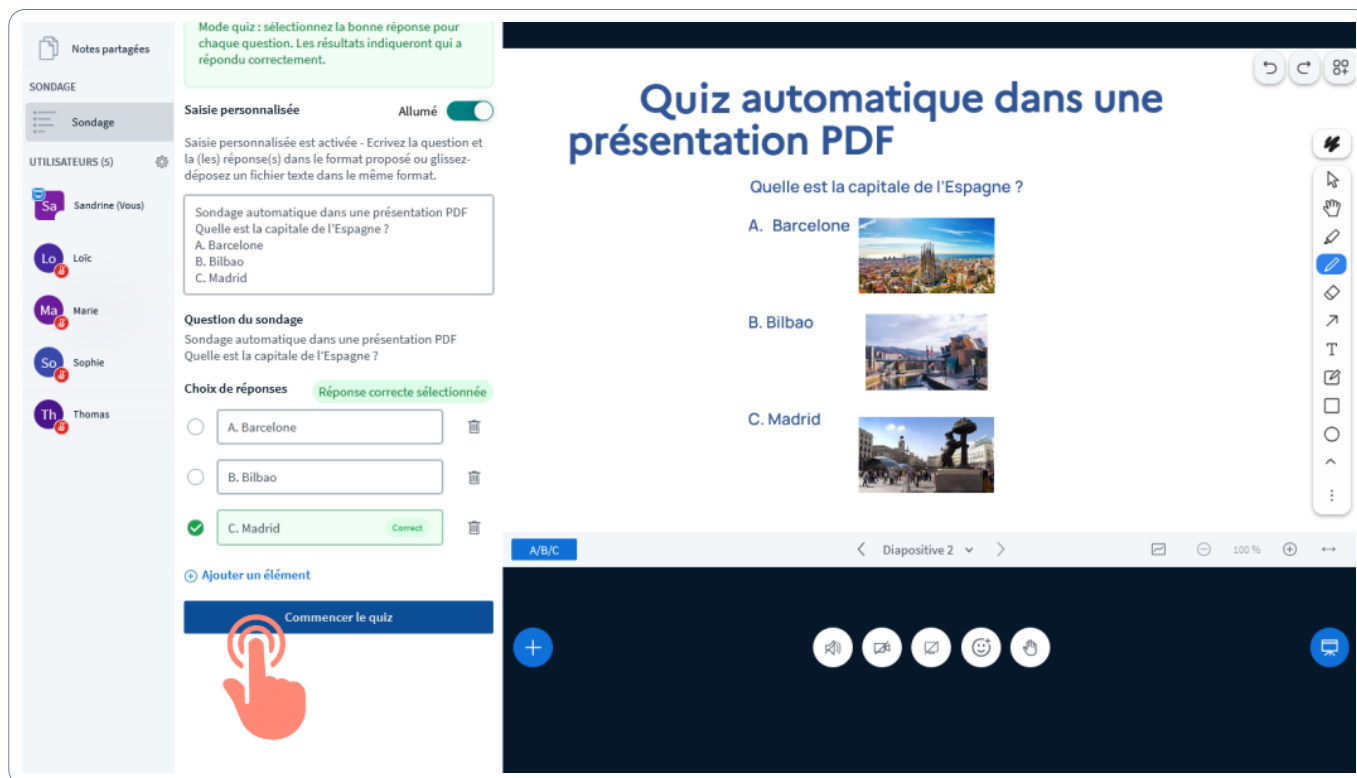 Notes partagées
SONDAGE
Sondage
UTILISATEURS (5)
Sa
Sandrine (Vous)
Lo
Loïc
Ma
Marie
So
Sophie
Th
Thomas
Mode quiz : sélectionnez la bonne réponse pour
chaque question. Les résultats indiqueront qui a
répondu correctement.
Saisie personnalisée
Allumé
Saisie personnalisée est activée - Ecrivez la question et
la (les) réponse(s) dans le format proposé ou glissez-
déposez un fichier texte dans le même format.
Sondage automatique dans une présentation PDF
Quelle est la capitale de l'Espagne ?
A. Barcelone
B. Bilbao
C. Madrid
Question du sondage
Sondage automatique dans une présentation PDF
Quelle est la capitale de l'Espagne ?
Choix de réponses
Réponse correcte sélectionnée
A. Barcelone
B. Bilbao
C. Madrid
Correct
Ajouter un élément
Commencer le quiz
Quiz automatique dans une
présentation PDF
Quelle est la capitale de l'Espagne ?
A. Barcelone
B. Bilbao
C. Madrid
T
A/B/C
Diapositive 2
100 %